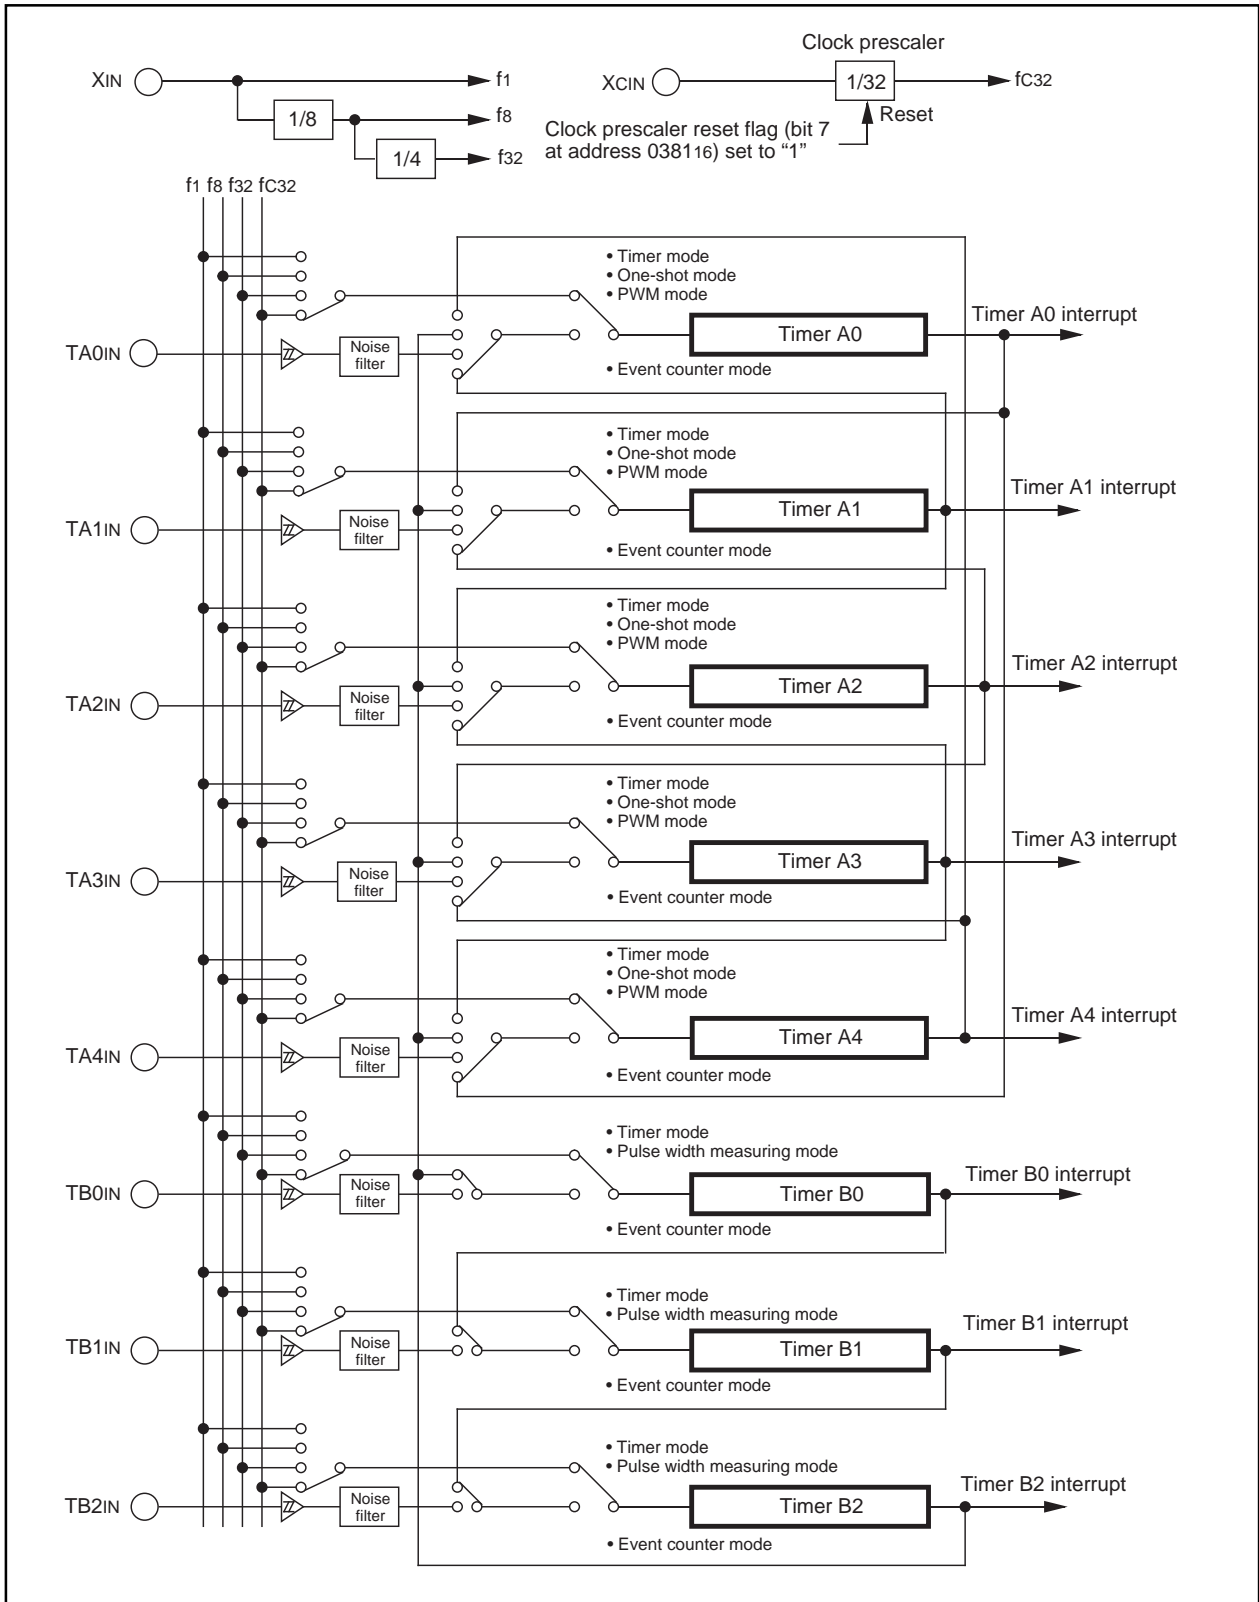 Clock prescaler
XIN
f1
XCIN
1/32
fC32
1/8
f8
Reset
Clock prescaler reset flag (bit 7
at address 038116) set to “1”
1/4
f32
f1 f8 f32 fC32
• Timer mode
• One-shot mode
• PWM mode
Timer A0 interrupt
Timer A0
TA0IN
Noise
filter
• Event counter mode
• Timer mode
• One-shot mode
• PWM mode
Timer A1 interrupt
Timer A1
TA1IN
Noise
filter
• Event counter mode
• Timer mode
• One-shot mode
• PWM mode
Timer A2 interrupt
Timer A2
TA2IN
Noise
filter
• Event counter mode
• Timer mode
• One-shot mode
• PWM mode
Timer A3 interrupt
Timer A3
TA3IN
Noise
filter
• Event counter mode
• Timer mode
• One-shot mode
• PWM mode
Timer A4 interrupt
Timer A4
TA4IN
Noise
filter
• Event counter mode
• Timer mode
• Pulse width measuring mode
Timer B0 interrupt
TB0IN
Noise
filter
Timer B0
• Event counter mode
• Timer mode
• Pulse width measuring mode
Timer B1 interrupt
TB1IN
Noise
filter
Timer B1
• Event counter mode
• Timer mode
• Pulse width measuring mode
Timer B2 interrupt
TB2IN
Noise
filter
Timer B2
• Event counter mode